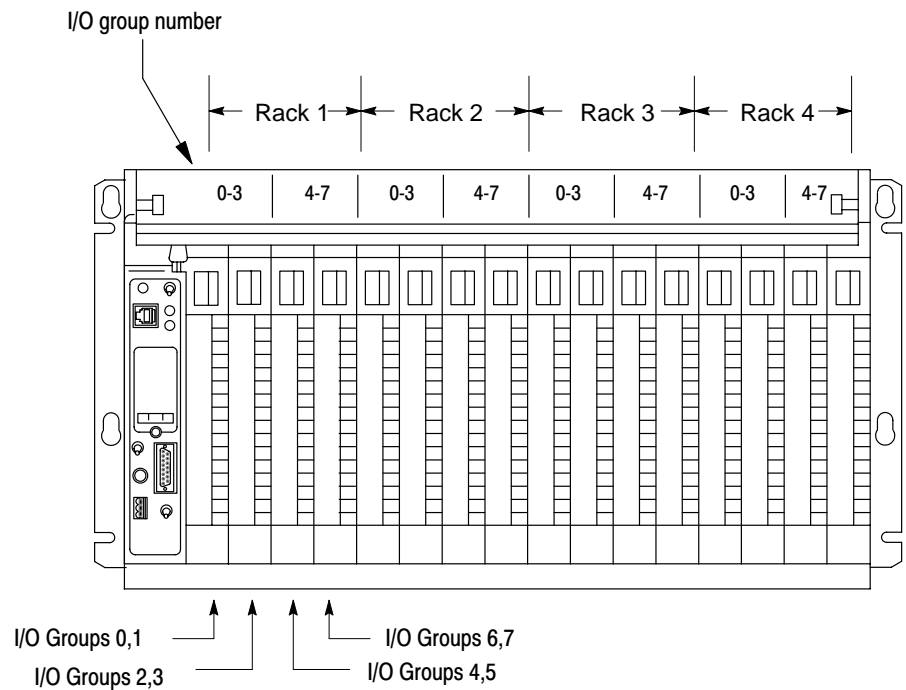 I/O group number
Rack 1 Rack 2 Rack 3 Rack 4
0-3 4-7 0-3 4-7 0-3 4-7 0-3 4-7
I/O Groups 0,1 I/O Groups 6,7
I/O Groups 2,3 I/O Groups 4,5